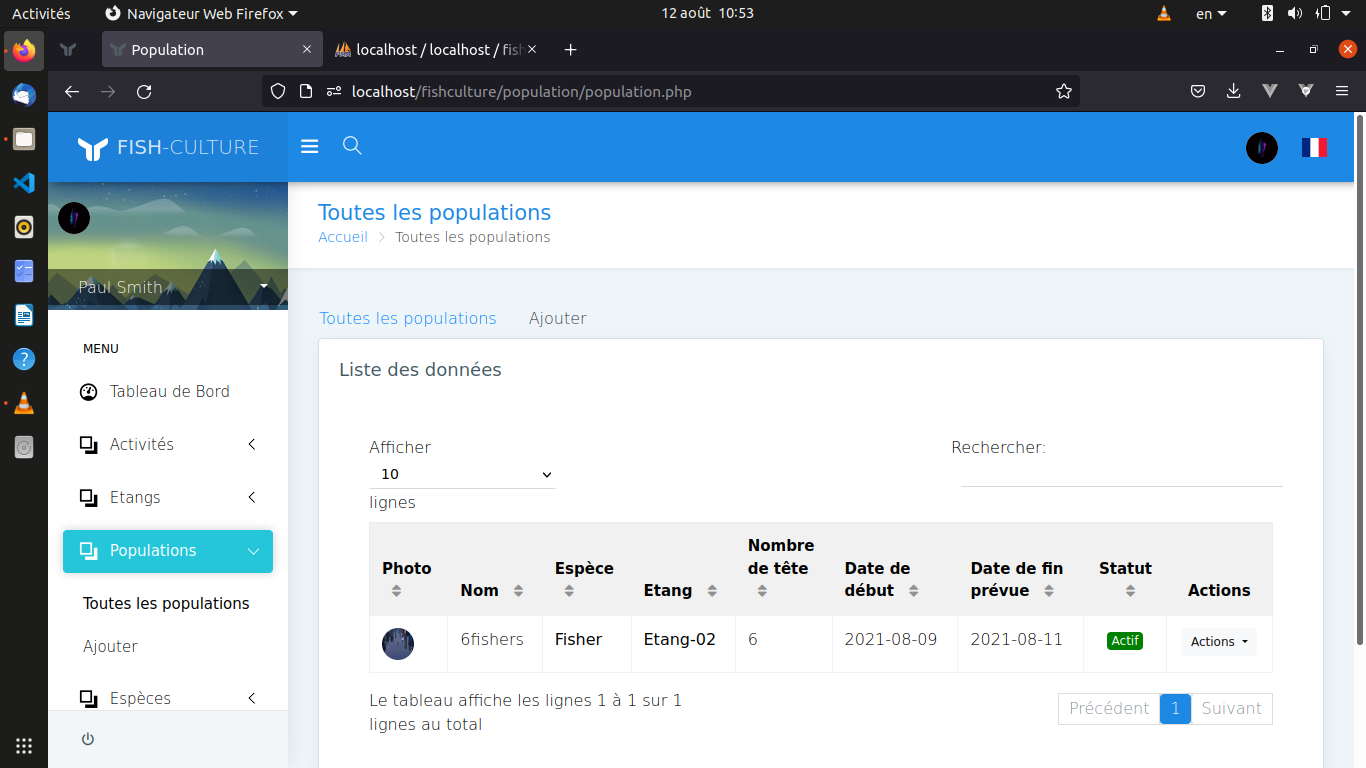 Activités
Navigateur Web Firefox
12 août 10:53
en
Population
localhost / localhost / fish
localhost/fishculture/population/population.php
FISH-CULTURE
Toutes les populations
Accueil > Toutes les populations
Paul Smith
MENU
Tableau de Bord
Activités
Etangs
Populations
Toutes les populations
Ajouter
Espèces
Toutes les populations
Ajouter
Liste des données
Afficher
10
lignes
Rechercher:
Photo
Nom
Espèce
Etang
Nombre
de tête
Date de
début
Date de fin
prévue
Statut
Actions
6fishers
Fisher
Etang-02
6
2021-08-09
2021-08-11
Actif
Actions
Le tableau affiche les lignes 1 à 1 sur 1
lignes au total
Précédent
1
Suivant